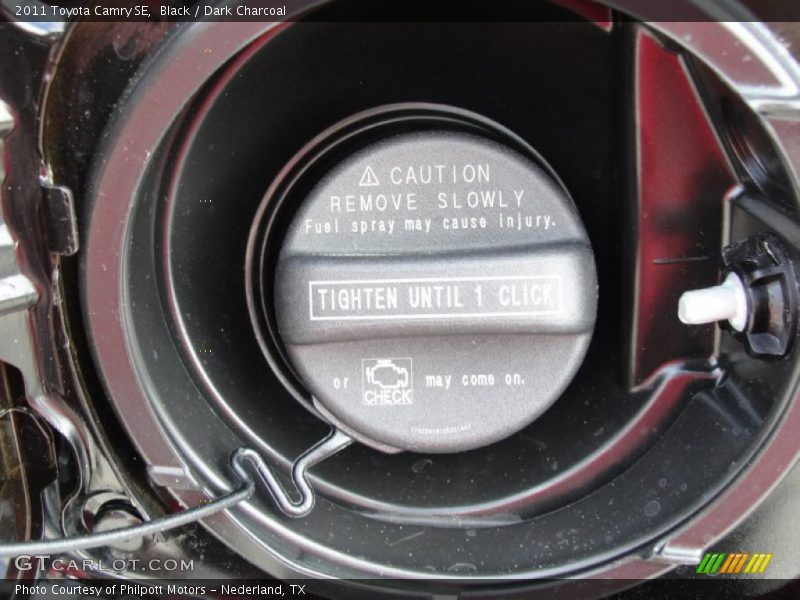 2011 Toyota Camry SE, Black / Dark Charcoal
CAUTION
REMOVE SLOWLY
Fuel spray may cause injury.
TIGHTEN UNTIL 1 CLICK
or CHECK may come on.
GTCARLOT.COM
Photo Courtesy of Philpott Motors - Nederland, TX